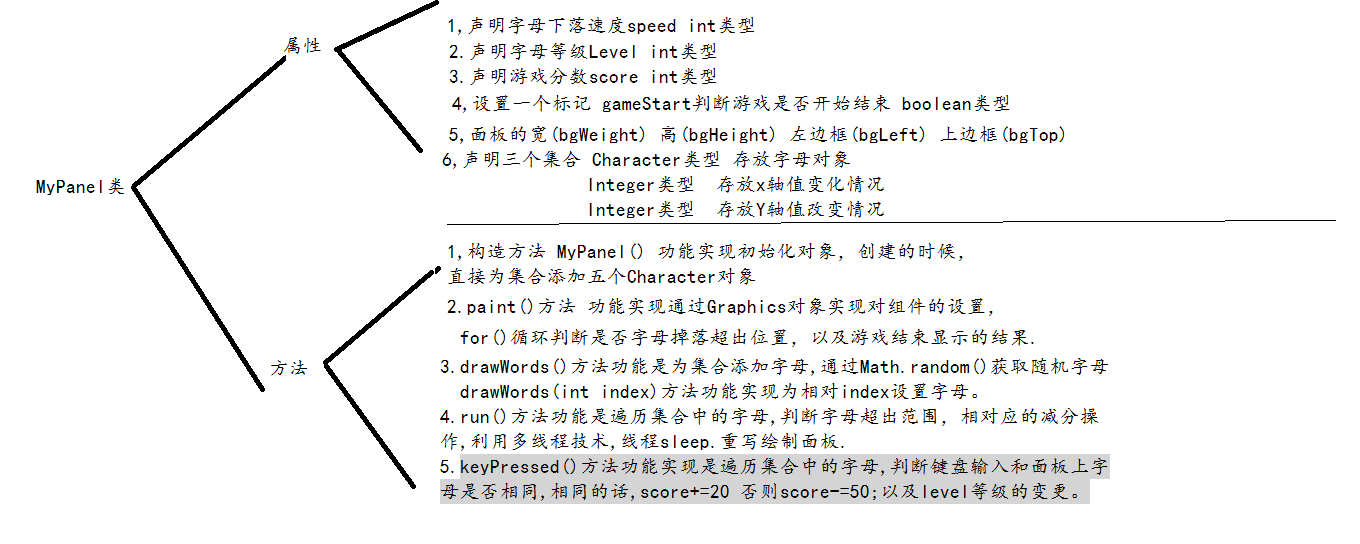 属性
1,声明字母下落速度speed int类型
2.声明字母等级Level int类型
3.声明游戏分数score int类型
4,设置一个标记 gameStart判断游戏是否开始结束 boolean类型
5,面板的宽(bgWeight) 高(bgHeight) 左边框(bgLeft) 上边框(bgTop)
6,声明三个集合 Character类型 存放字母对象
Integer类型 存放x轴值变化情况
Integer类型 存放Y轴值改变情况
MyPanel类
1,构造方法 MyPanel() 功能实现初始化对象, 创建的时候,
直接为集合添加五个Character对象
2.paint()方法 功能实现通过Graphics对象实现对组件的设置,
for()循环判断是否字母掉落超出位置, 以及游戏结束显示的结果.
方法
3.drawWords()方法功能是为集合添加字母,通过Math.random()获取随机字母
drawWords(int index)方法功能实现为相对index设置字母。
4.run()方法功能是遍历集合中的字母,判断字母超出范围, 相对应的减分操
作,利用多线程技术,线程sleep.重写绘制面板.
5.keyPressed()方法功能实现是遍历集合中的字母,判断键盘输入和面板上字
母是否相同,相同的话,score+=20 否则score-=50;以及level等级的变更。